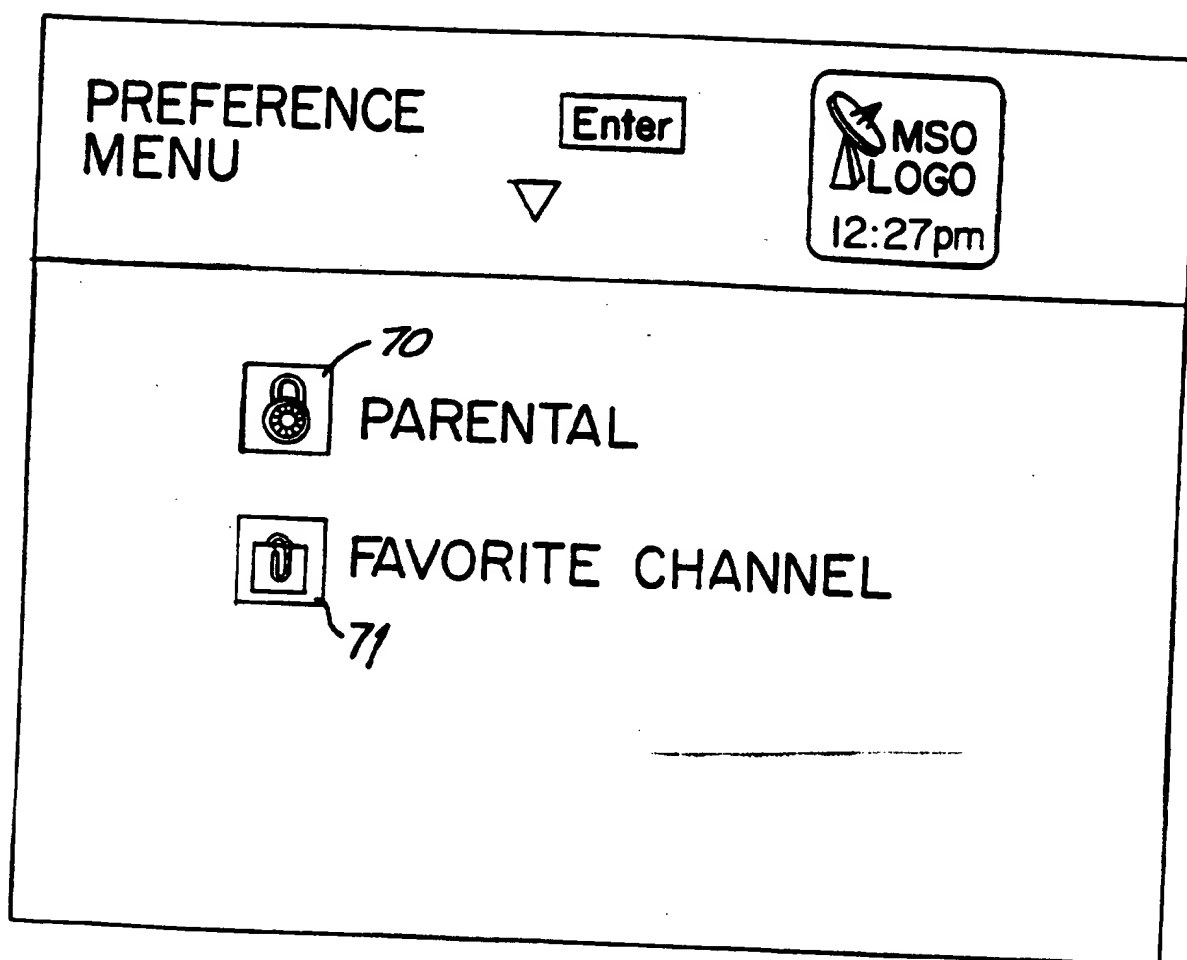 PREFERENCE
MENU
Enter
MSO
LOGO
12:27pm
70
PARENTAL
FAVORITE CHANNEL
71